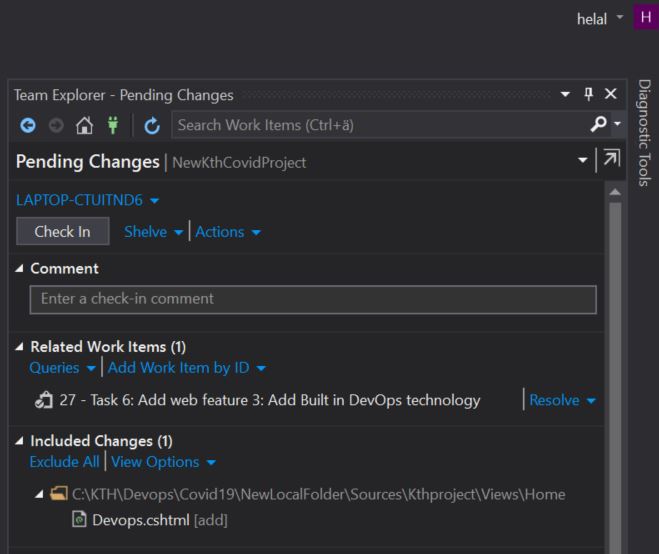 helal H
Team Explorer - Pending Changes
Search Work Items (Ctrl+ä)
Pending Changes | NewKthCovidProject
LAPTOP-CTUITND6
Check In Shelve Actions
Comment
Enter a check-in comment
Related Work Items (1)
Queries Add Work Item by ID
27 - Task 6: Add web feature 3: Add Built in DevOps technology Resolve
Included Changes (1)
Exclude All View Options
C:\KTH\Devops\Covid19\NewLocalFolder\Sources\Kthproject\Views\Home
Devops.cshtml [add]
Diagnostic Tools